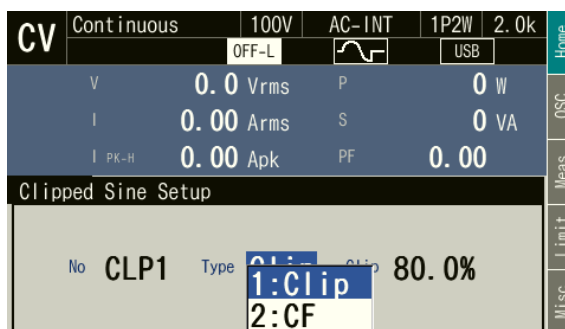 CV Continuous 100V AC-INT 1P2W 2.0k
OFF-L USB
V 0.0 Vrms P 0 W
I 0.00 Arms S 0 VA
I PK-H 0.00 Apk PF 0.00
Clipped Sine Setup
No CLP1 Type Clip Clip 80.0%
1:Clip
2:CF
Home
OSC
Meas
Limit
Misc